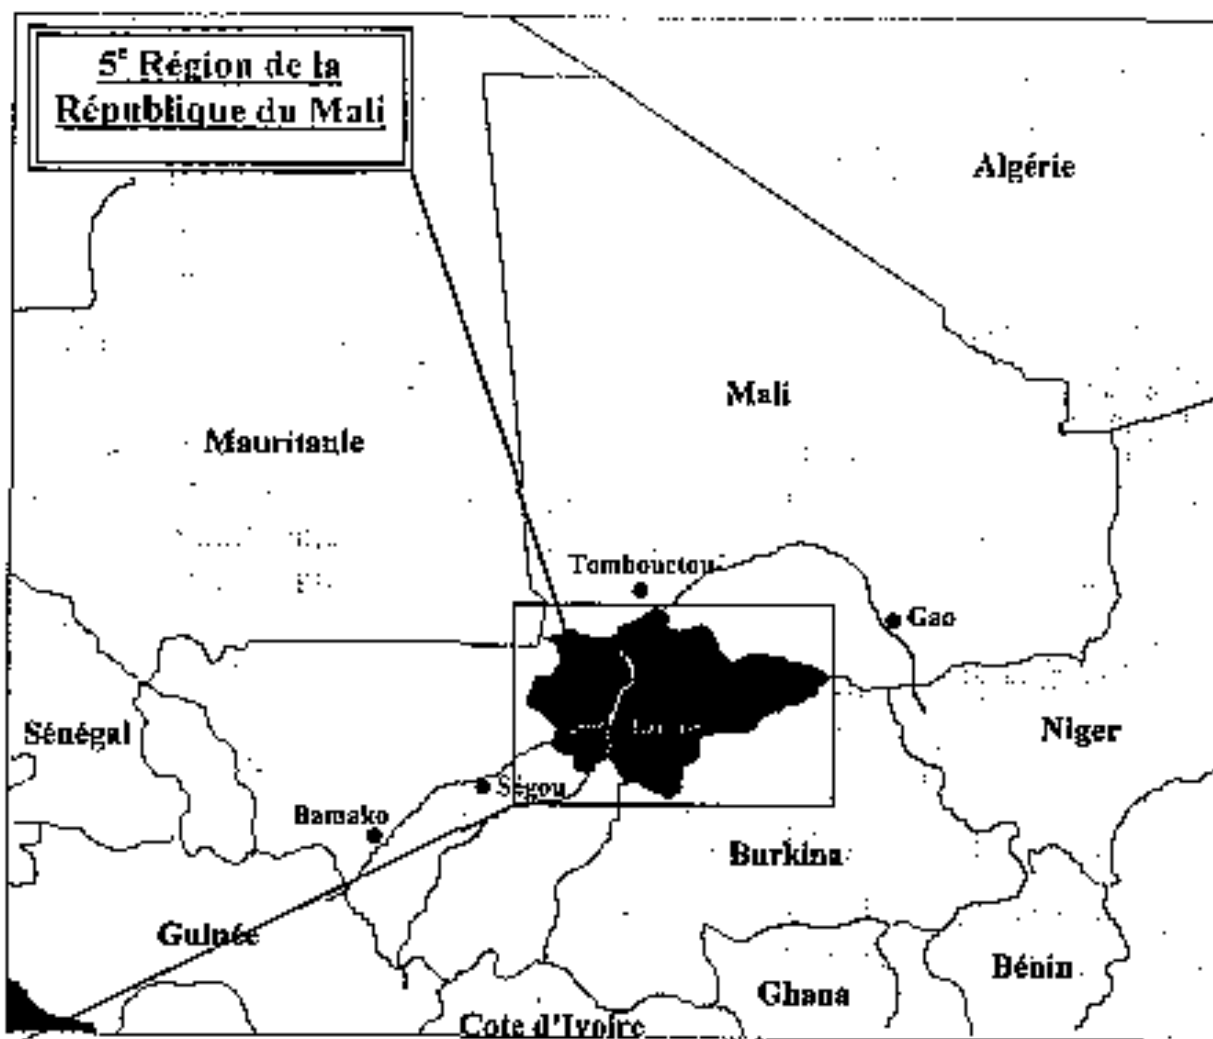 5e Région de la
République du Mali
Algérie
Mali
Mauritanie
Tombouctou
Gao
Sénégal
Niger
Ségou
Bamako
Burkina
Guinée
Bénin
Ghana
Cote d'Ivoire